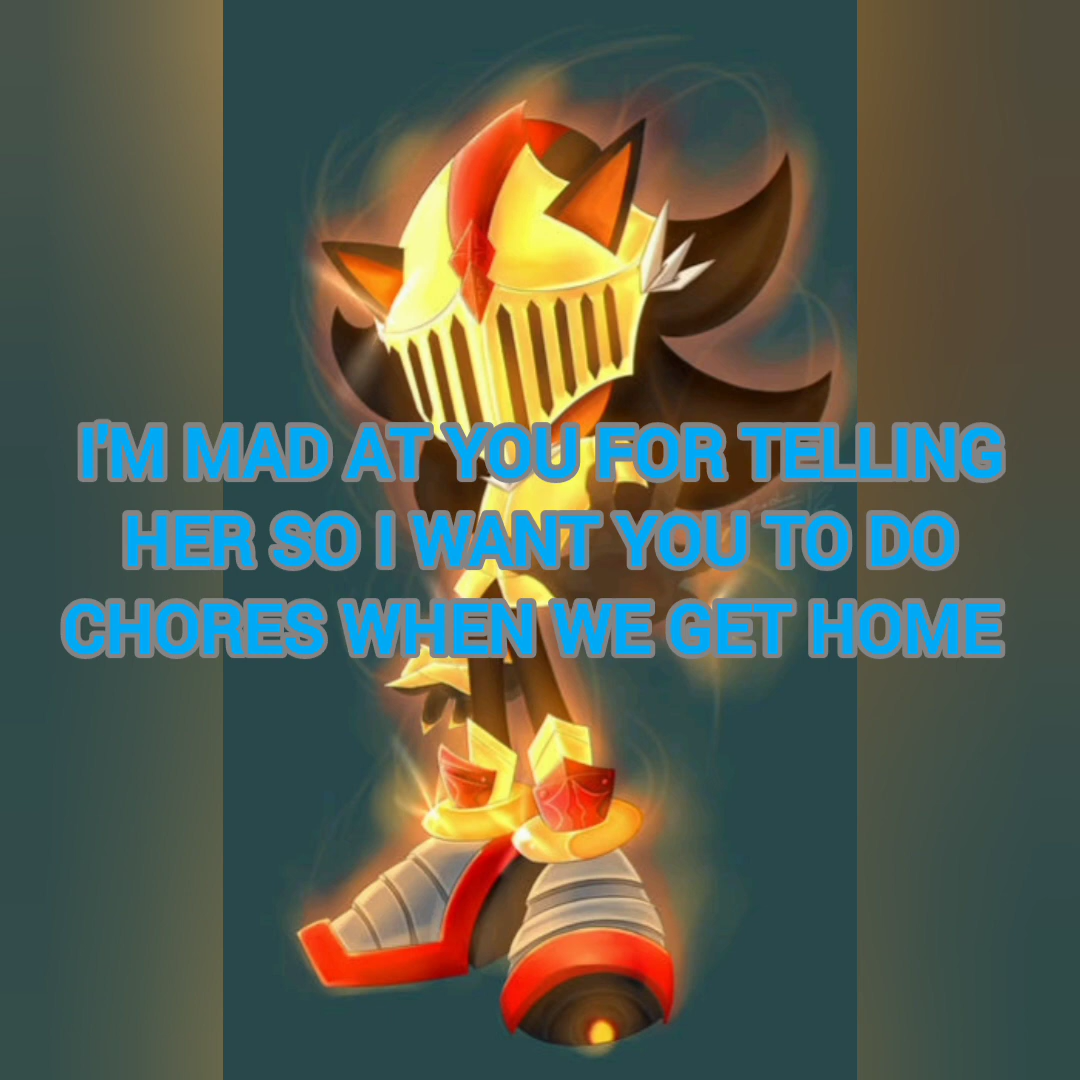 I'M MAD AT YOU FOR TELLING
HER SO I WANT YOU TO DO
CHORES WHEN WE GET HOME